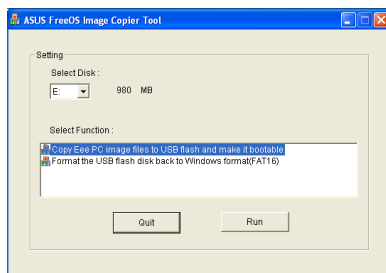 ASUS FreeOS Image Copier Tool
Setting
Select Disk :
E: 980 MB
Select Function :
Copy Eee PC image files to USB flash and make it bootable
Format the USB flash disk back to Windows format(FAT16)
Quit Run